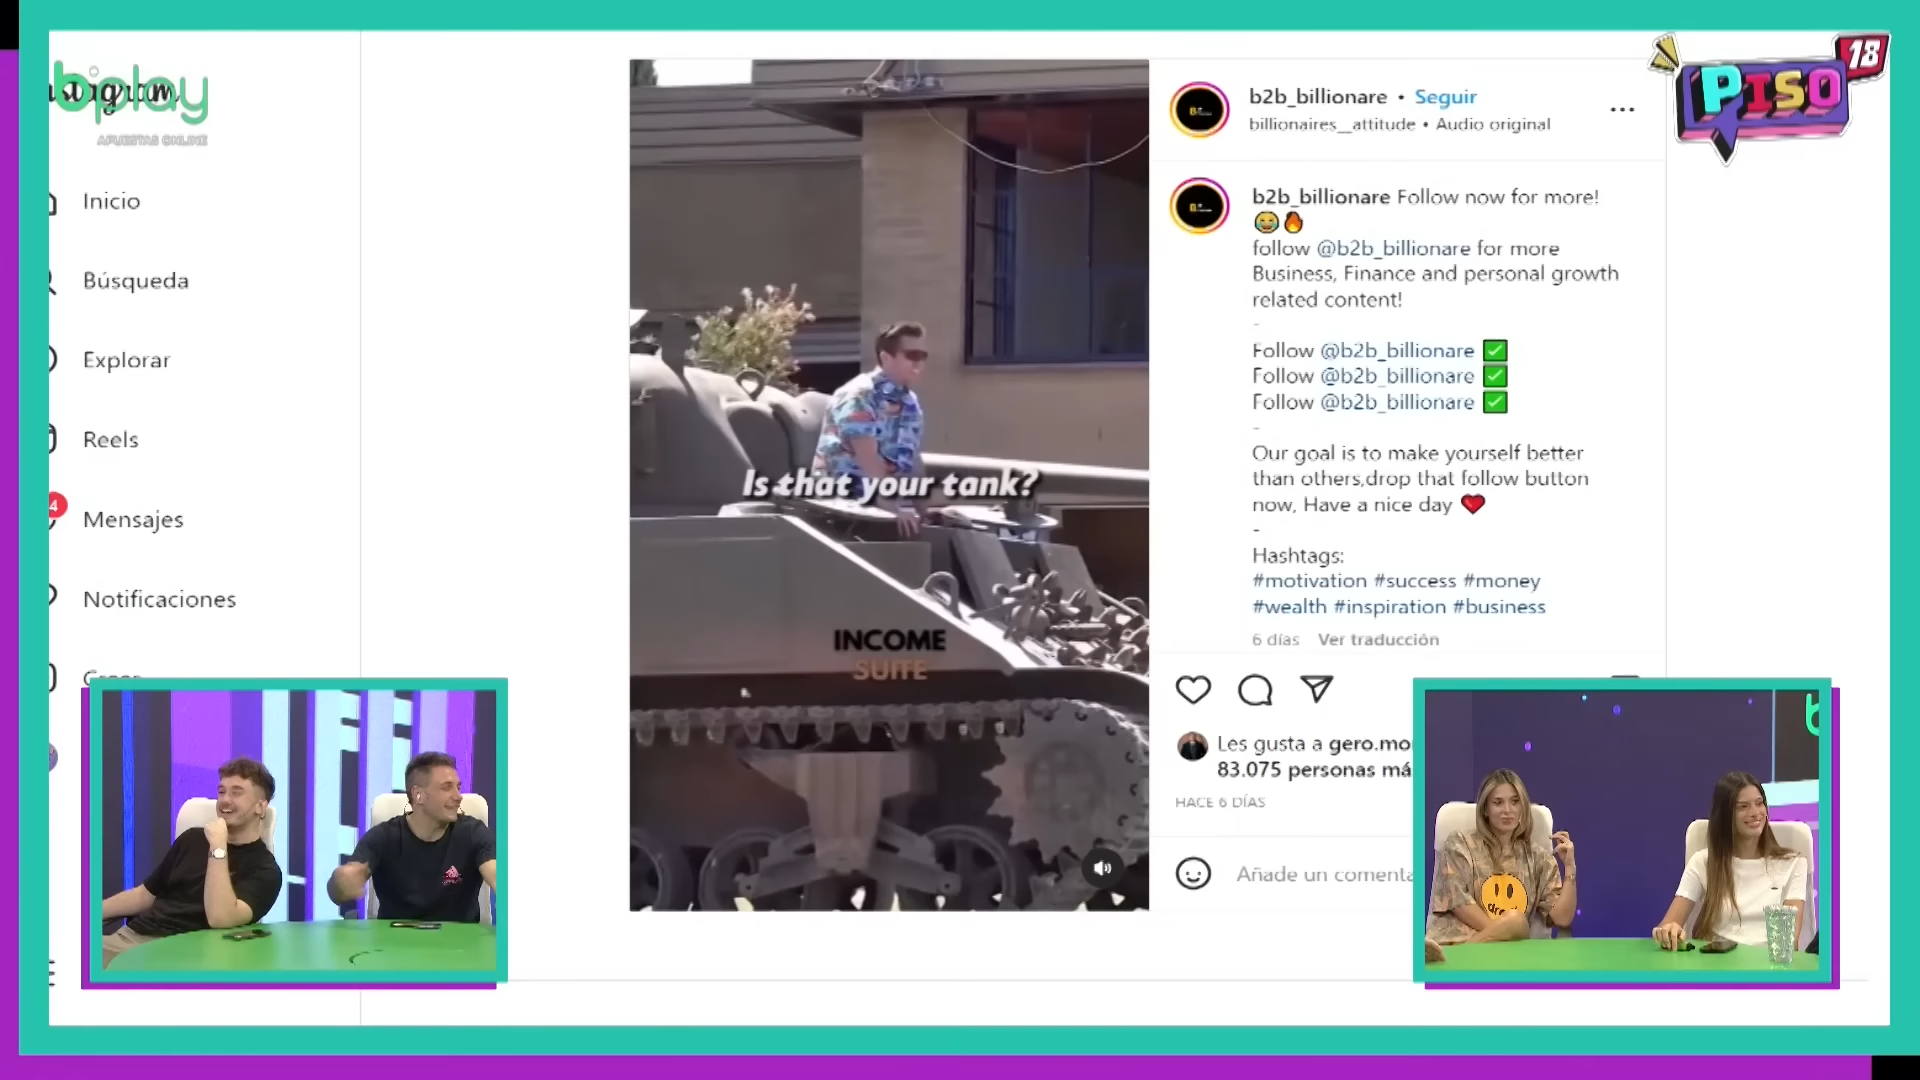 bplay
APUESTAS ONLINE
Inicio
Búsqueda
Explorar
Reels
4
Mensajes
Notificaciones
Is that your tank?
INCOME
SUITE
b2b_billionare • Seguir
billionaires__attitude • Audio original
b2b_billionare Follow now for more!
😂🔥
follow @b2b_billionare for more
Business, Finance and personal growth
related content!
-
Follow @b2b_billionare ✅
Follow @b2b_billionare ✅
Follow @b2b_billionare ✅
-
Our goal is to make yourself better
than others,drop that follow button
now, Have a nice day ❤️
-
Hashtags:
#motivation #success #money
#wealth #inspiration #business
6 días Ver traducción
Les gusta a gero.mo
83.075 personas má
HACE 6 DÍAS
Añade un comenta
PISO
18